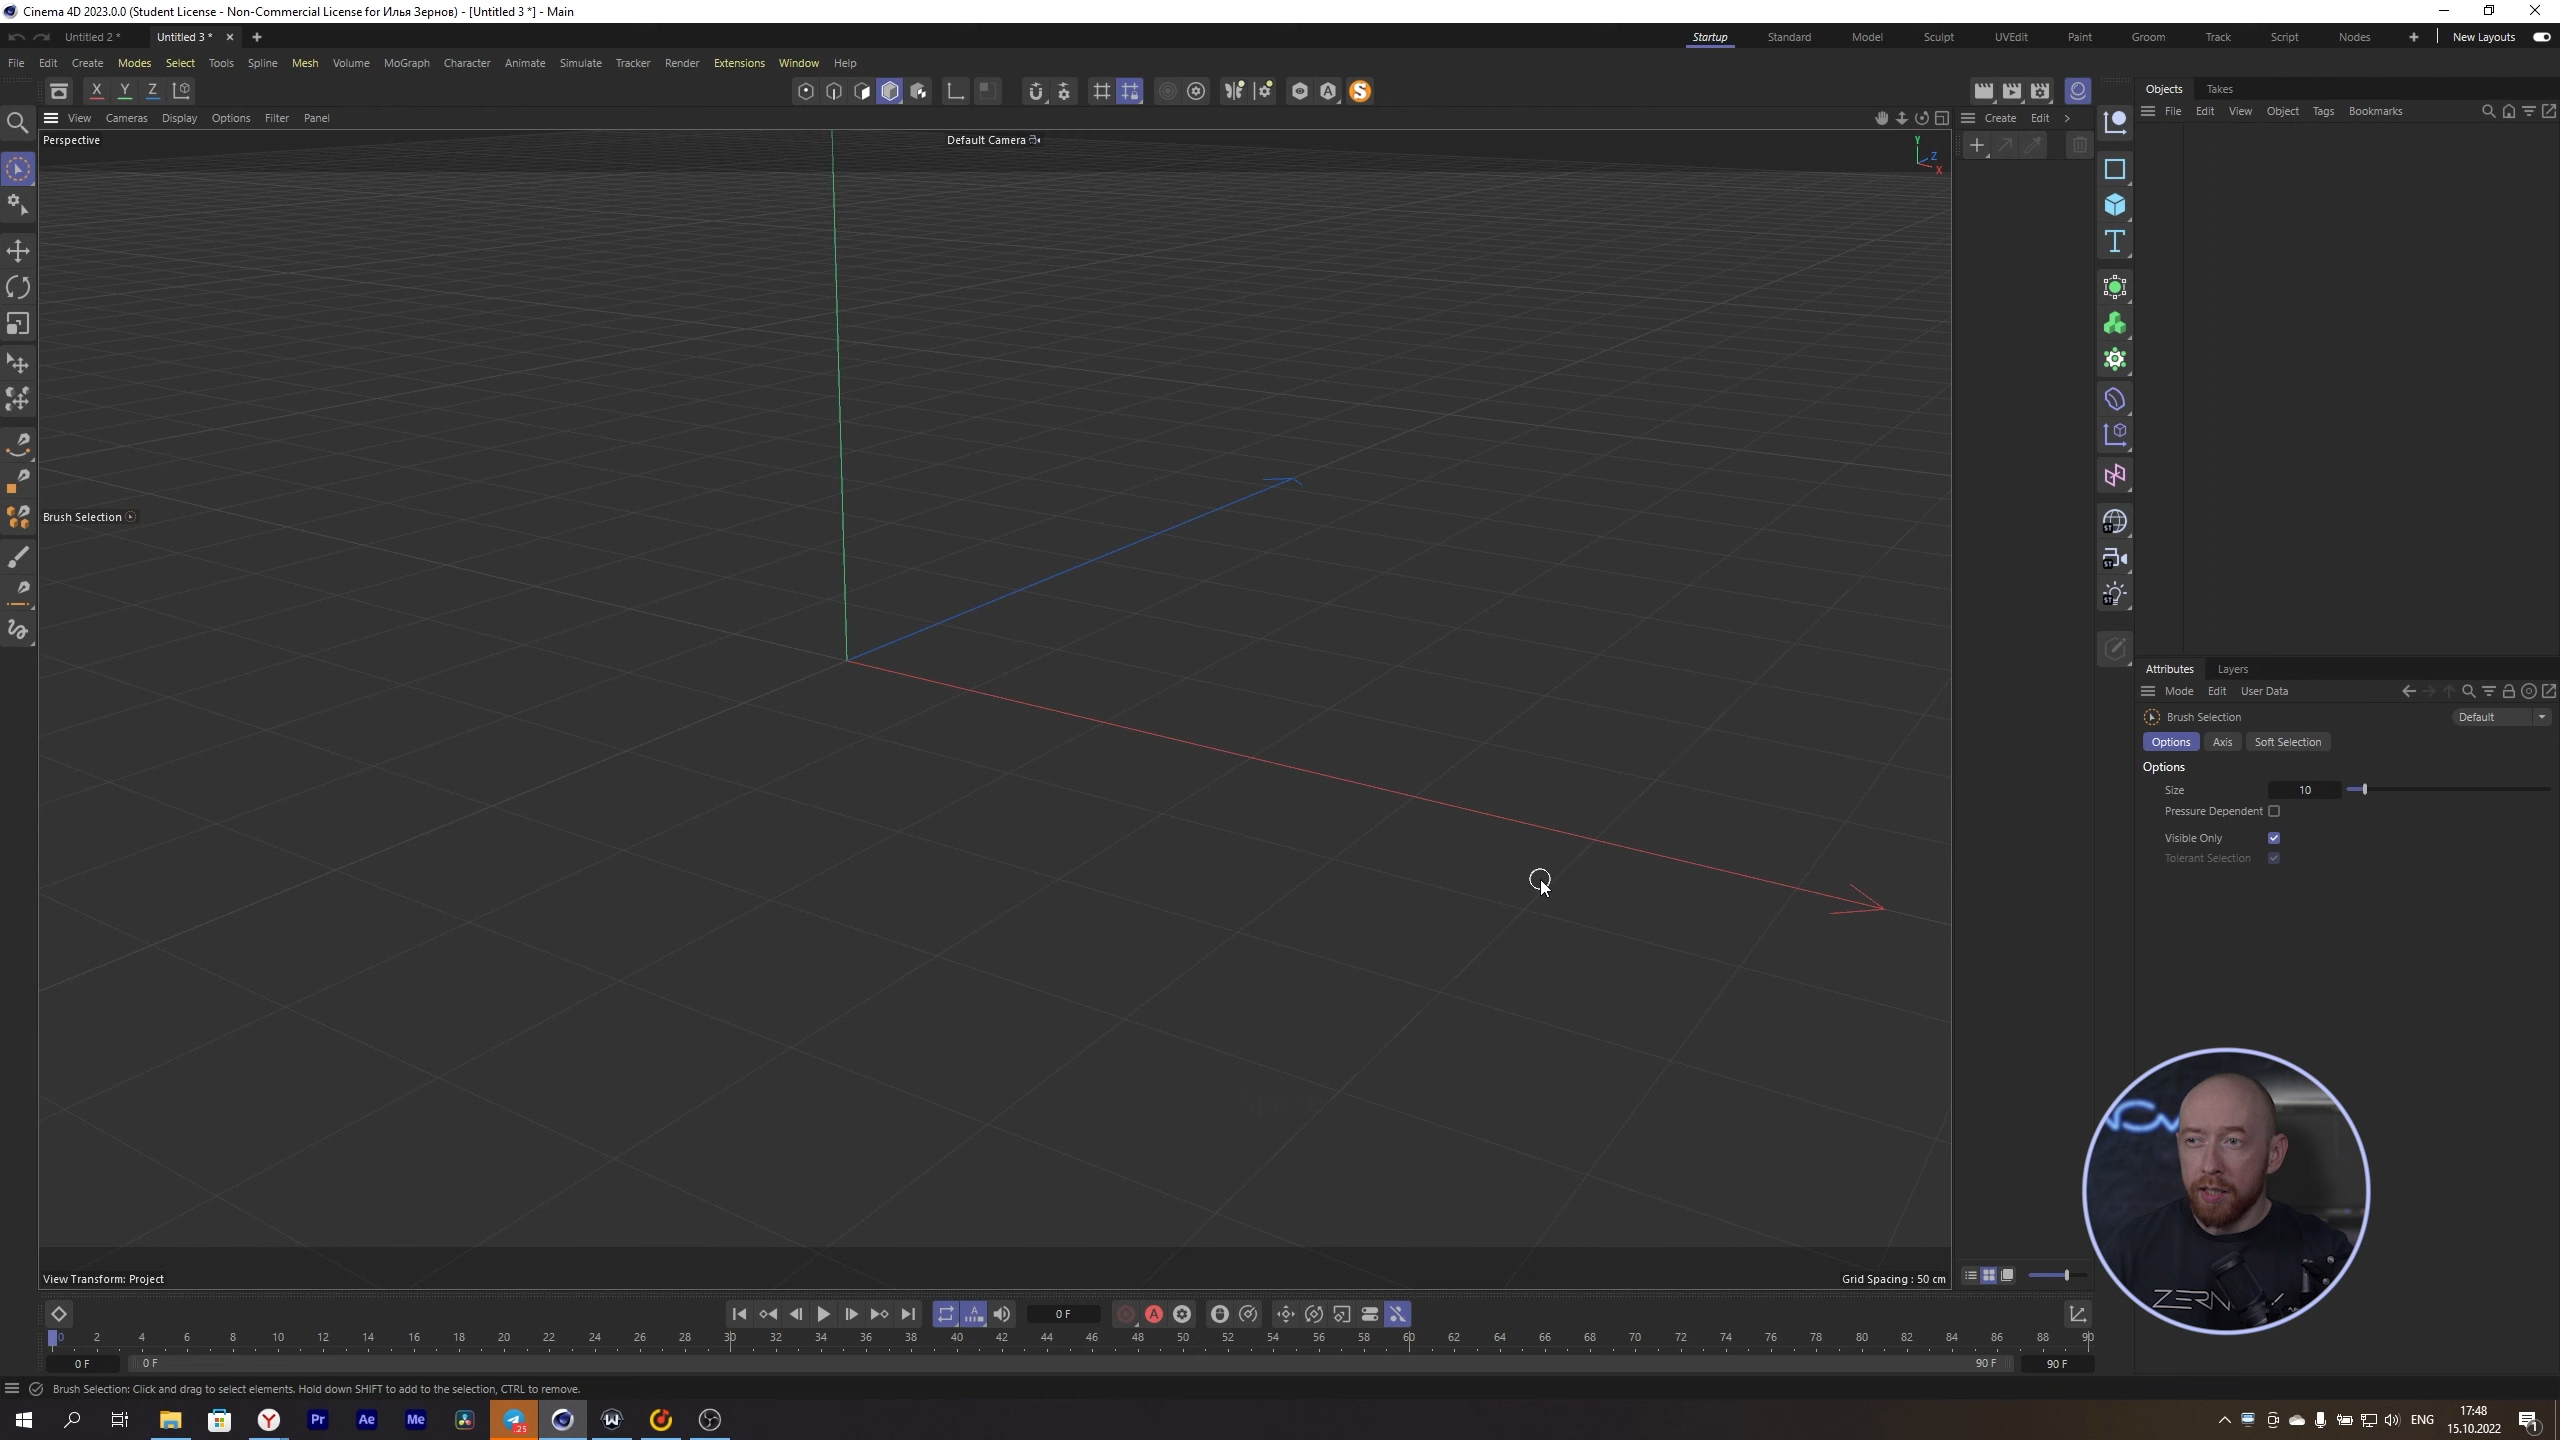 Cinema 4D 2023.0.0 (Student License - Non-Commercial License for Илья Зернов) - [Untitled 3 *] - Main
Untitled 2 *
Untitled 3 *
Startup
Standard
Model
Sculpt
UVEdit
Paint
Groom
Track
Script
Nodes
New Layouts
File Edit Create Modes Select Tools Spline Mesh Volume MoGraph Character Animate Simulate Tracker Render Extensions Window Help
X Y Z
S
Objects Takes
View Cameras Display Options Filter Panel
Create Edit
File Edit View Object Tags Bookmarks
Perspective
Default Camera
Y
Z
X
Brush Selection
Attributes Layers
Mode Edit User Data
Brush Selection
Default
Options Axis Soft Selection
Options
Size 10
Pressure Dependent
Visible Only
Tolerant Selection
View Transform: Project
Grid Spacing : 50 cm
0 F
0 2 4 6 8 10 12 14 16 18 20 22 24 26 28 30 32 34 36 38 40 42 44 46 48 50 52 54 56 58 60 62 64 66 68 70 72 74 76 78 80 82 84 86 88 90
0 F
0 F
90 F
90 F
Brush Selection: Click and drag to select elements. Hold down SHIFT to add to the selection, CTRL to remove.
Pr
Ae
Me
25
ENG
17:48
15.10.2022
1